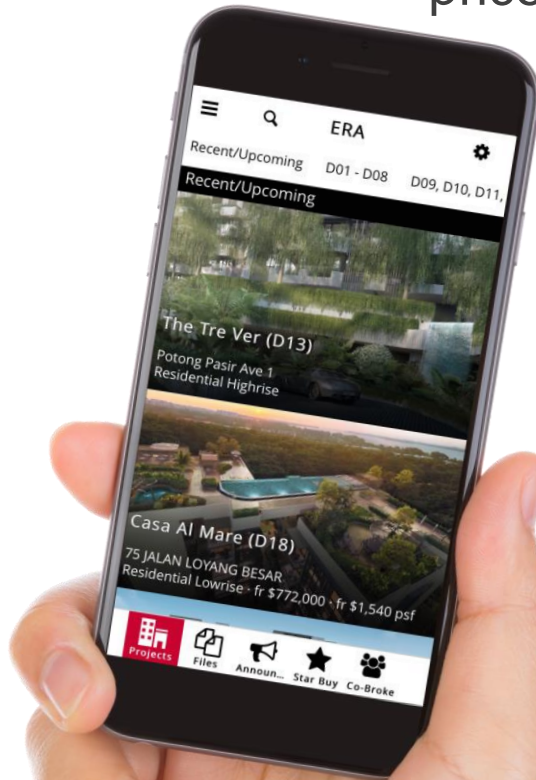 ERA
Recent/Upcoming D01 - D08 D09, D10, D11,
Recent/Upcoming
The Tre Ver (D13)
Potong Pasir Ave 1
Residential Highrise
Casa Al Mare (D18)
75 JALAN LOYANG BESAR
Residential Lowrise · fr $772,000 · fr $1,540 psf
Projects Files Announ... Star Buy Co-Broke